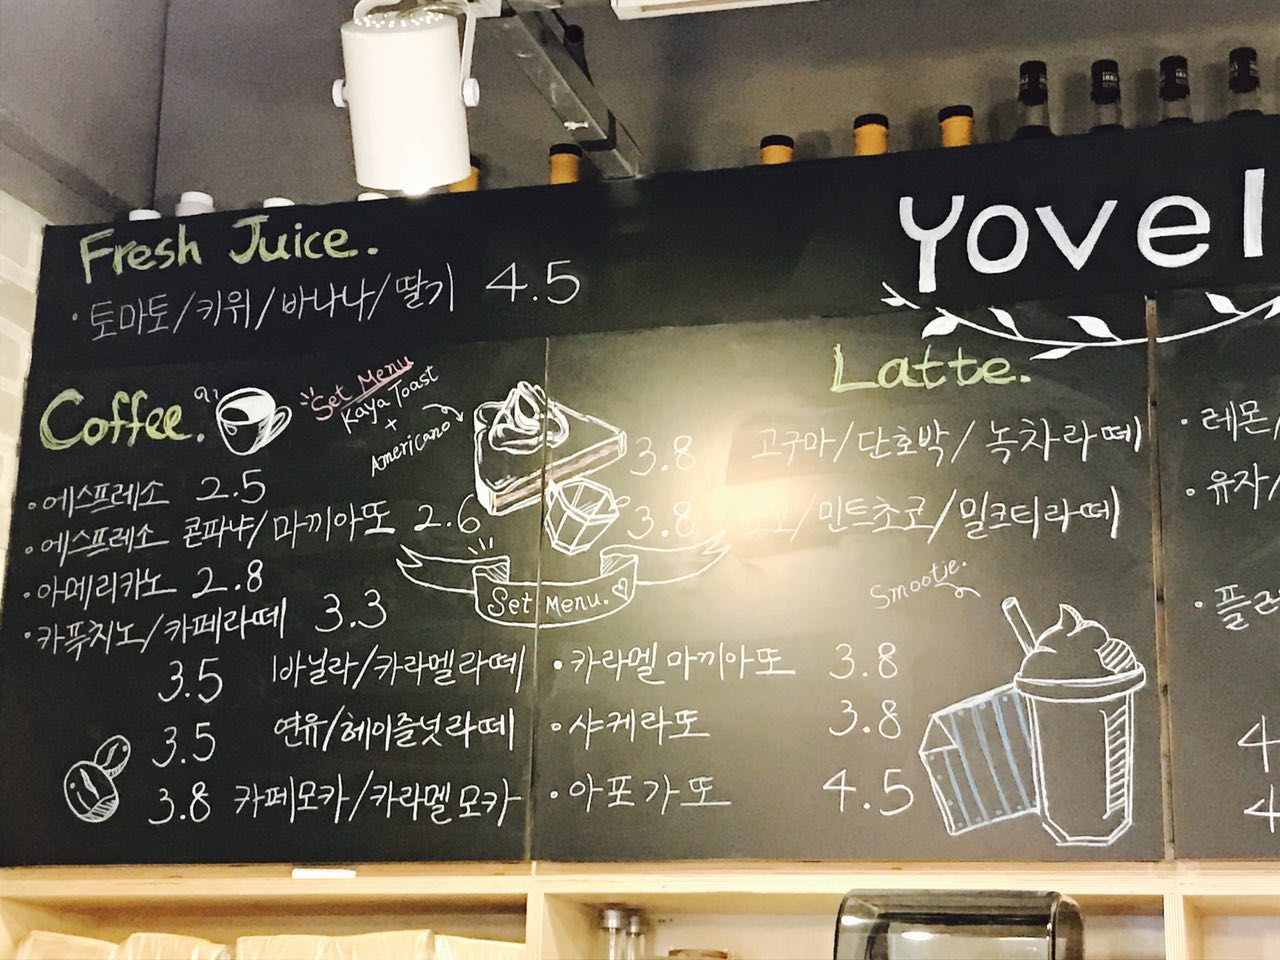 Yovel
Fresh Juice.
· 토마토/키위/바나나/딸기 4.5
Coffee.
Set Menu
Kaya Toast
+
Americano
· 에스프레소 2.5
· 에스프레소 콘파냐/마끼아또 2.6
· 아메리카노 2.8
· 카푸치노/카페라떼 3.3
3.5 바닐라/카라멜라떼
3.5 연유/헤이즐넛라떼
3.8 카페모카/카라멜모카
Set Menu.
· 카라멜마끼아또 3.8
· 샤케라또 3.8
· 아포가또 4.5
Latte.
3.8 고구마/단호박/녹차라떼
3.8 /민트초코/밀크티라떼
Smootie.
· 레몬/
· 유자/
· 플러
4
4